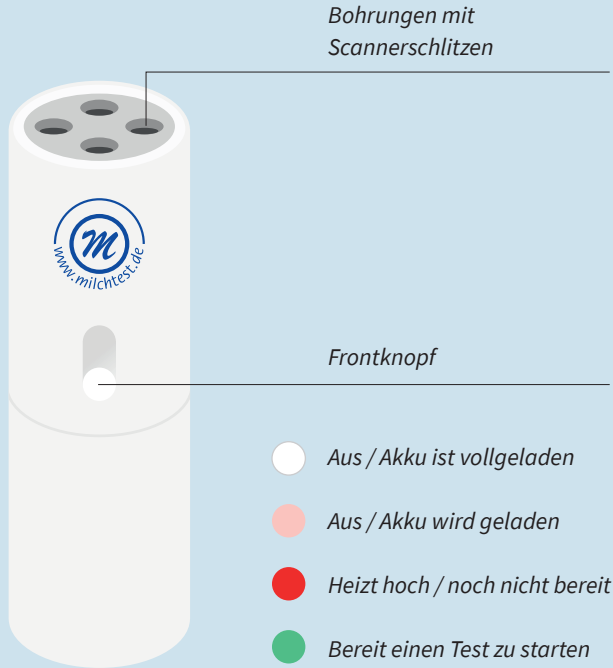 Bohrungen mit
Scannerschlitzen
M
www.milchtest.de
Frontknopf
Aus / Akku ist vollgeladen
Aus / Akku wird geladen
Heizt hoch / noch nicht bereit
Bereit einen Test zu starten